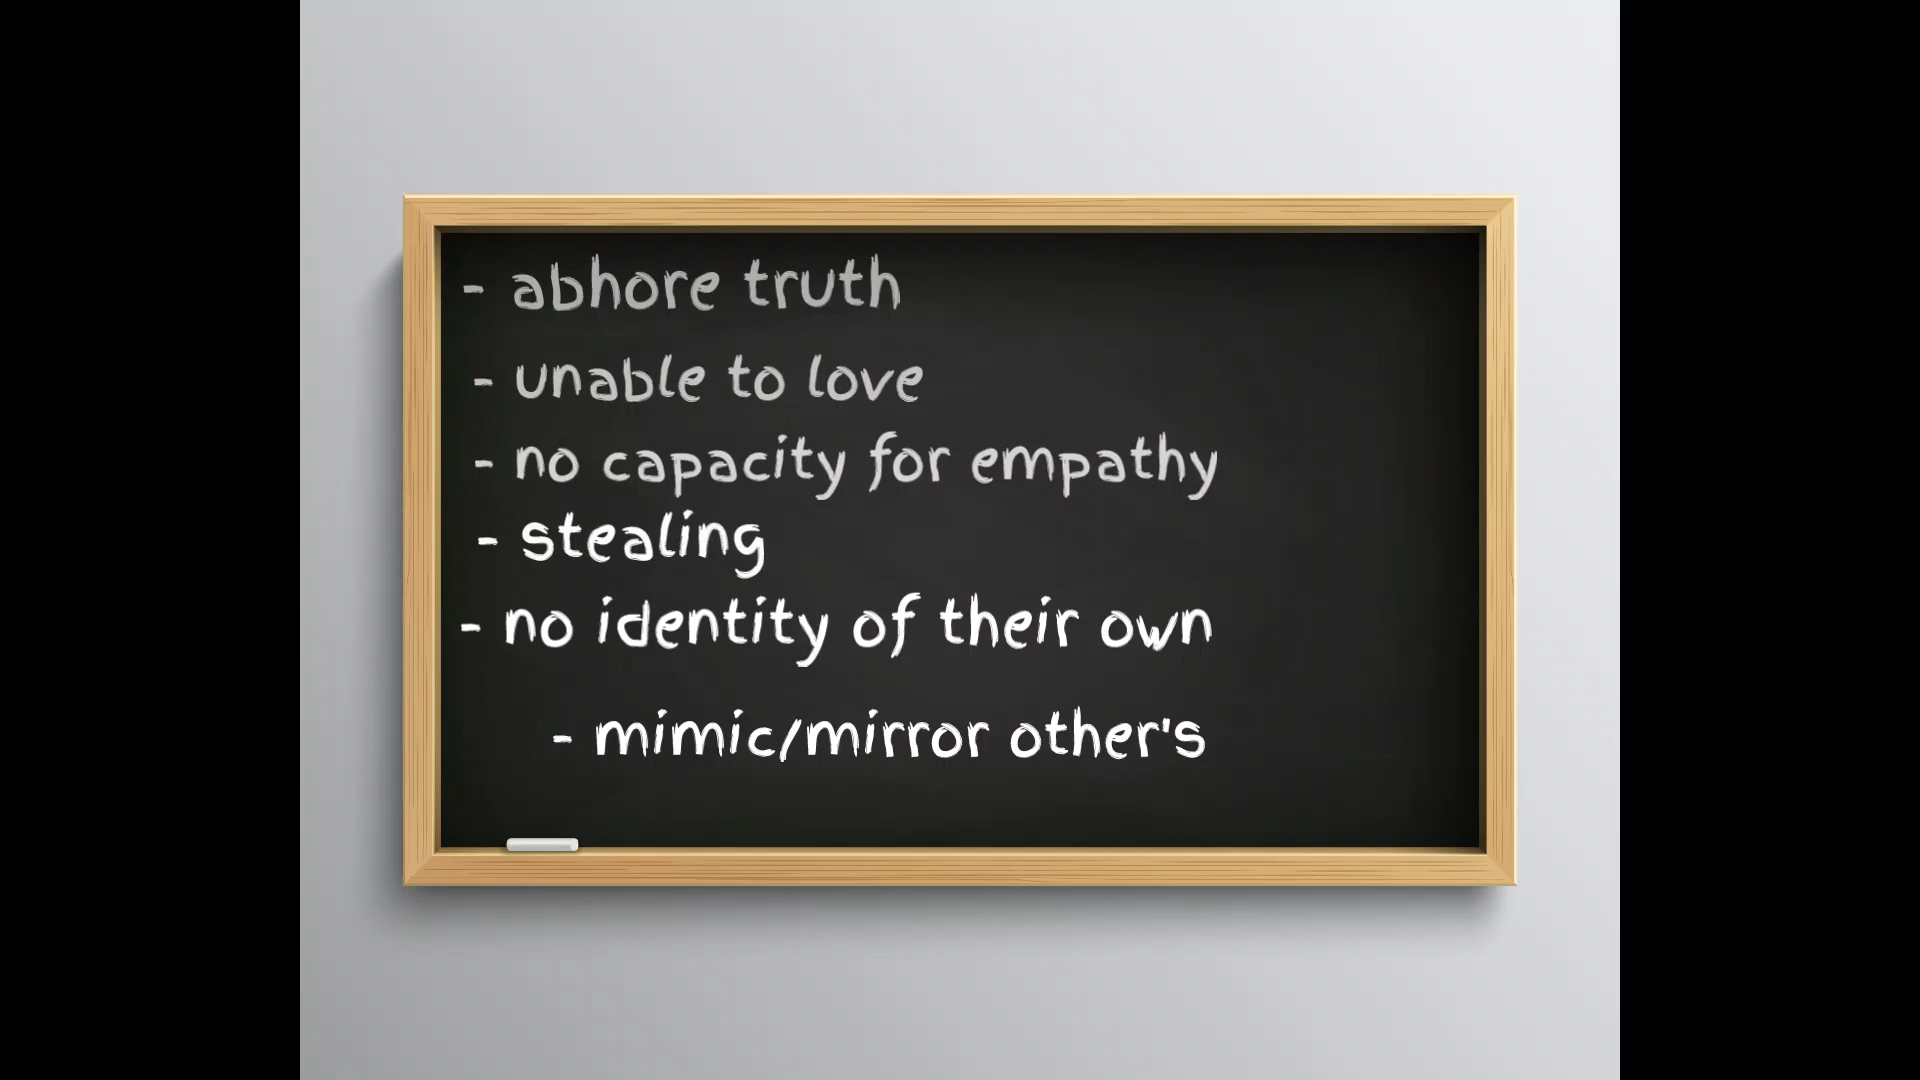 - abhore truth
- unable to love
- no capacity for empathy
- stealing
- no identity of their own
- mimic/mirror other's